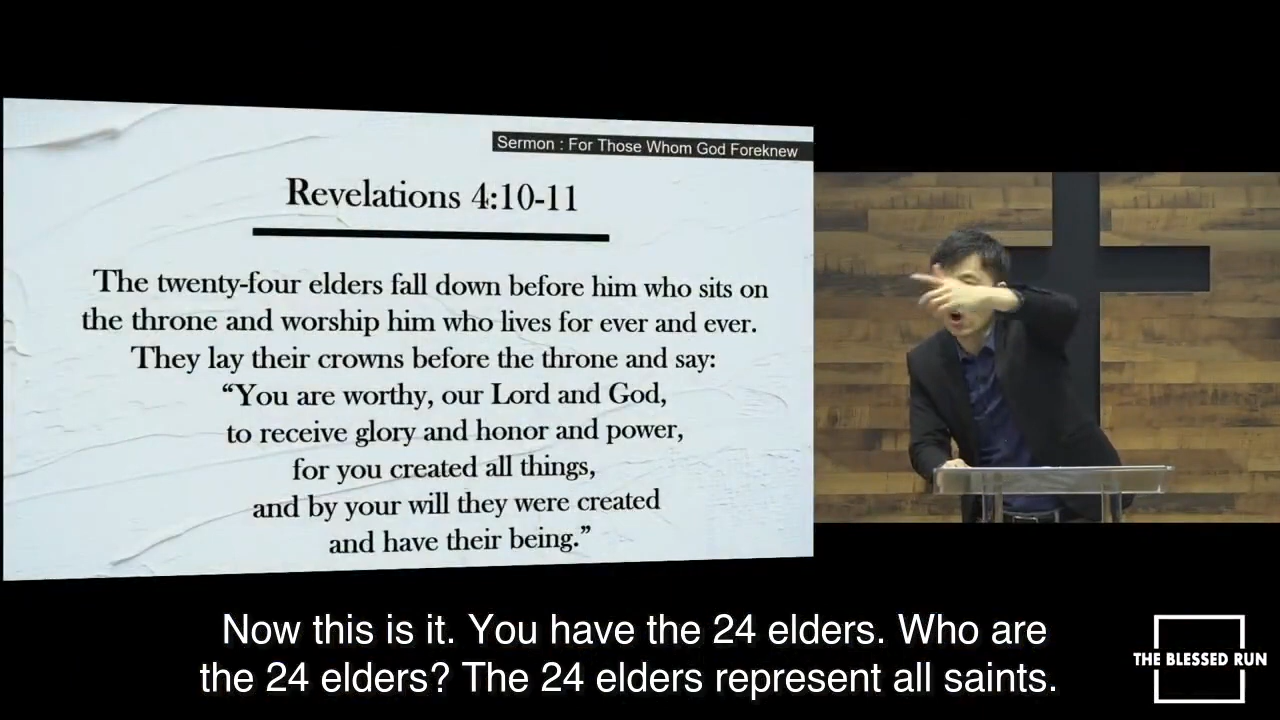 Sermon : For Those Whom God Foreknew
Revelations 4:10-11
The twenty-four elders fall down before him who sits on
the throne and worship him who lives for ever and ever.
They lay their crowns before the throne and say:
“You are worthy, our Lord and God,
to receive glory and honor and power,
for you created all things,
and by your will they were created
and have their being.”
Now this is it. You have the 24 elders. Who are
the 24 elders? The 24 elders represent all saints.
THE BLESSED RUN